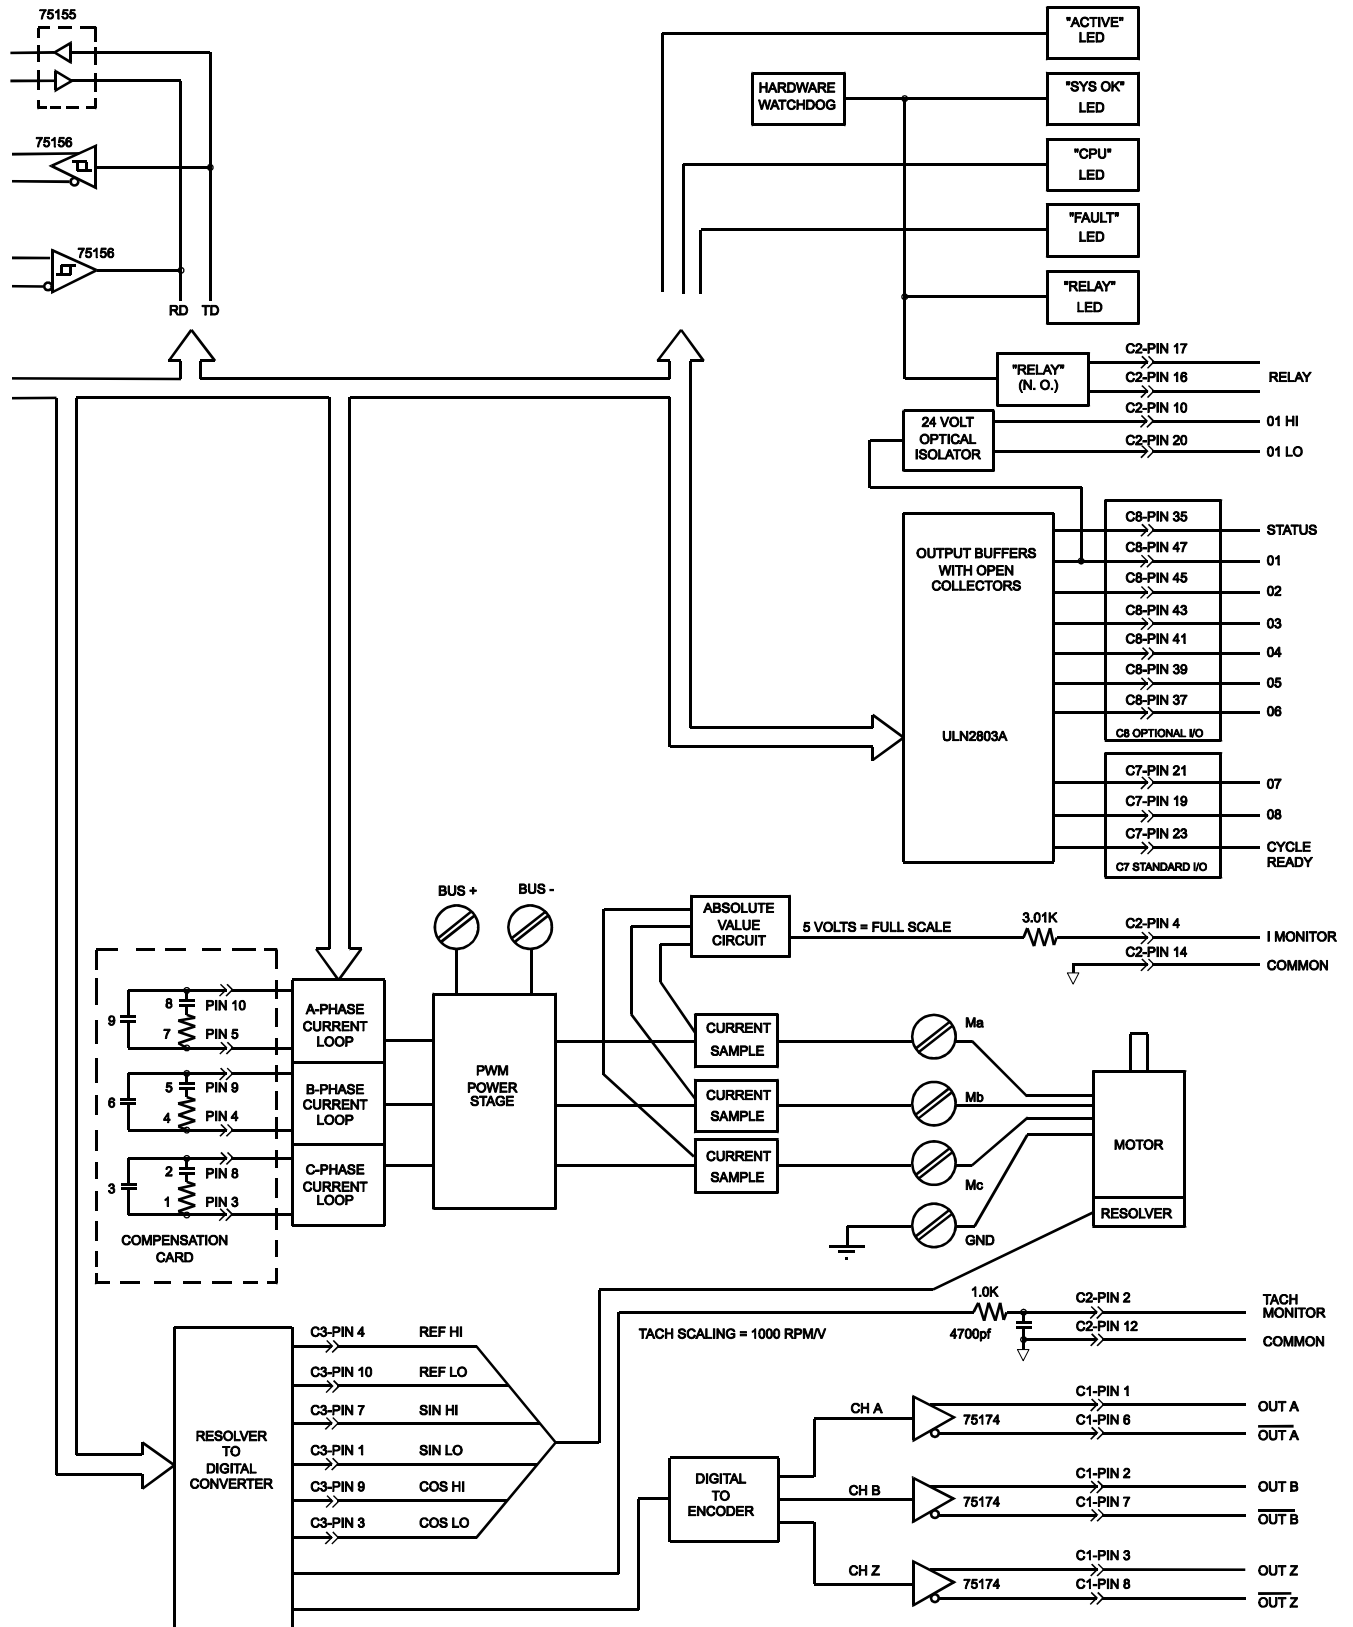 75155
"ACTIVE"
LED
HARDWARE
WATCHDOG
"SYS OK"
LED
75156
"CPU"
LED
"FAULT"
LED
75156
"RELAY"
LED
RD TD
"RELAY"
(N. O.)
C2-PIN 17
C2-PIN 16
RELAY
24 VOLT
OPTICAL
ISOLATOR
C2-PIN 10
01 HI
C2-PIN 20
01 LO
OUTPUT BUFFERS
WITH OPEN
COLLECTORS
ULN2803A
C8-PIN 35
STATUS
C8-PIN 47
01
C8-PIN 45
02
C8-PIN 43
03
C8-PIN 41
04
C8-PIN 39
05
C8-PIN 37
06
C8 OPTIONAL I/O
C7-PIN 21
07
C7-PIN 19
08
C7-PIN 23
CYCLE
READY
C7 STANDARD I/O
BUS +
BUS -
ABSOLUTE
VALUE
CIRCUIT
5 VOLTS = FULL SCALE
3.01K
C2-PIN 4
I MONITOR
C2-PIN 14
COMMON
9
8
PIN 10
7
PIN 5
A-PHASE
CURRENT
LOOP
6
5
PIN 9
4
PIN 4
B-PHASE
CURRENT
LOOP
3
2
PIN 8
1
PIN 3
C-PHASE
CURRENT
LOOP
COMPENSATION
CARD
PWM
POWER
STAGE
CURRENT
SAMPLE
CURRENT
SAMPLE
CURRENT
SAMPLE
Ma
Mb
Mc
GND
MOTOR
RESOLVER
TACH SCALING = 1000 RPM/V
1.0K
4700pf
C2-PIN 2
TACH
MONITOR
C2-PIN 12
COMMON
RESOLVER
TO
DIGITAL
CONVERTER
C3-PIN 4 REF HI
C3-PIN 10 REF LO
C3-PIN 7 SIN HI
C3-PIN 1 SIN LO
C3-PIN 9 COS HI
C3-PIN 3 COS LO
DIGITAL
TO
ENCODER
CH A
75174
C1-PIN 1
OUT A
C1-PIN 6
OUT A
CH B
75174
C1-PIN 2
OUT B
C1-PIN 7
OUT B
CH Z
75174
C1-PIN 3
OUT Z
C1-PIN 8
OUT Z